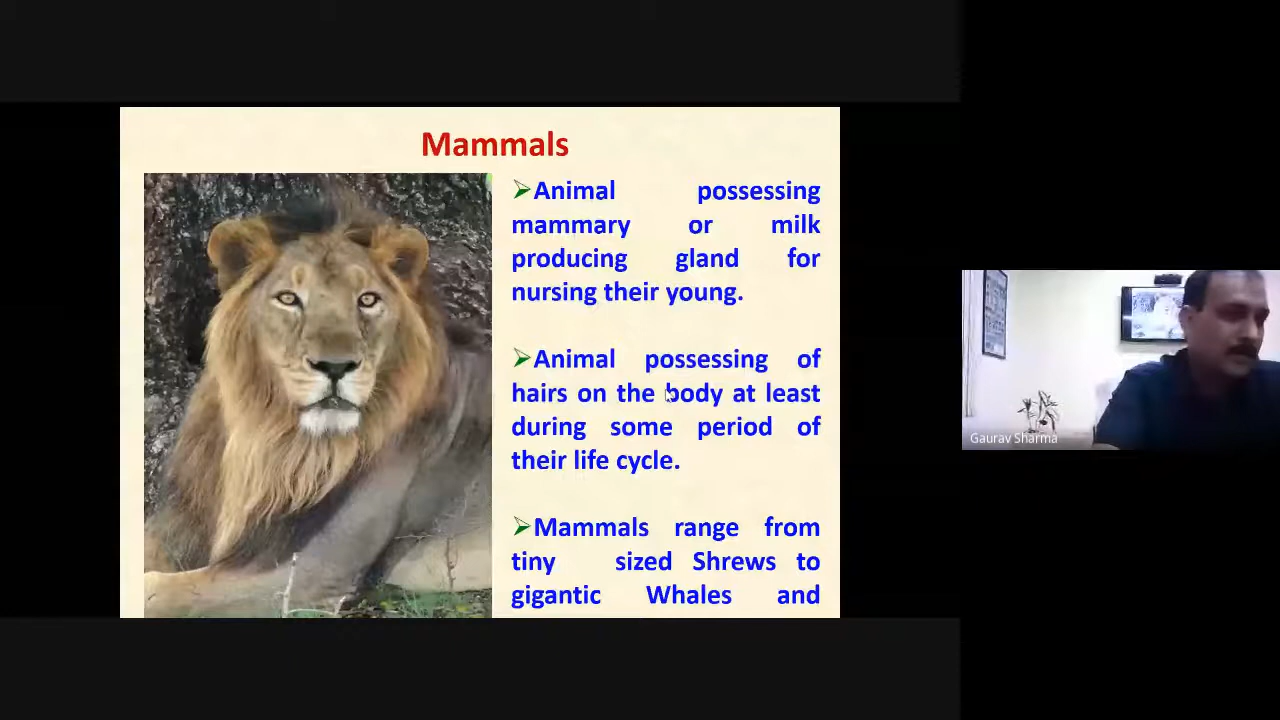 Mammals
➢Animal possessing
mammary or milk
producing gland for
nursing their young.
➢Animal possessing of
hairs on the body at least
during some period of
their life cycle.
➢Mammals range from
tiny sized Shrews to
gigantic Whales and
Gaurav Sharma